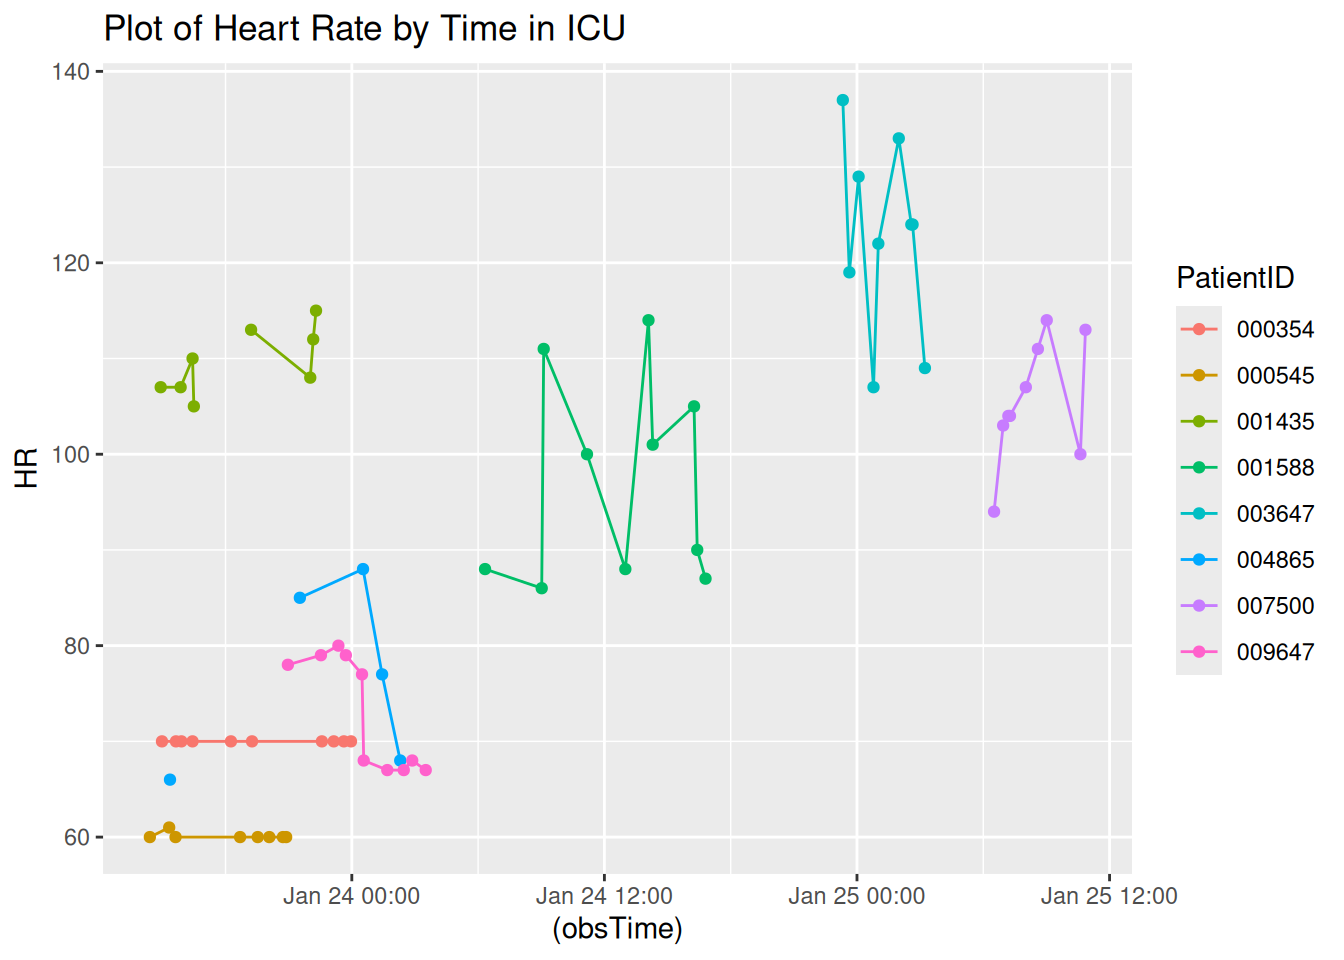 Plot of Heart Rate by Time in ICU
140
120
100
80
60
HR
Jan 24 00:00
Jan 24 12:00
Jan 25 00:00
Jan 25 12:00
(obsTime)
PatientID
000354
000545
001435
001588
003647
004865
007500
009647